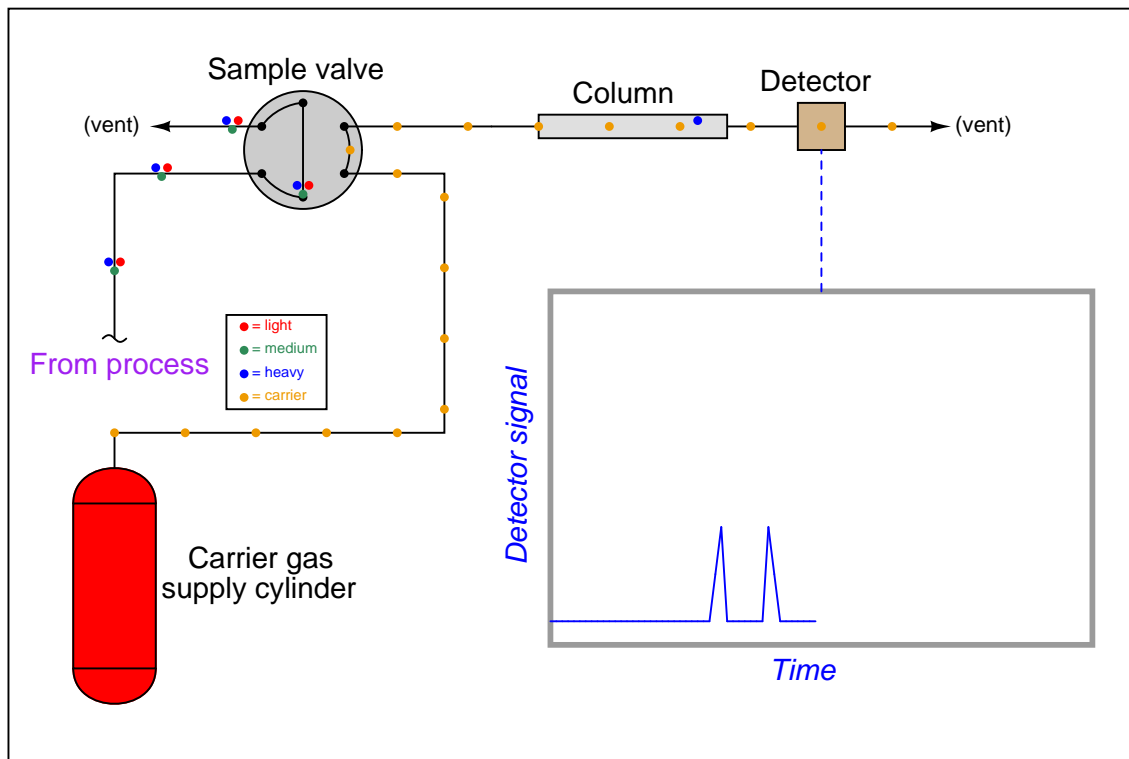 Sample valve
Column
Detector
(vent)
(vent)
= light
= medium
= heavy
= carrier
From process
Detector signal
Carrier gas
supply cylinder
Time